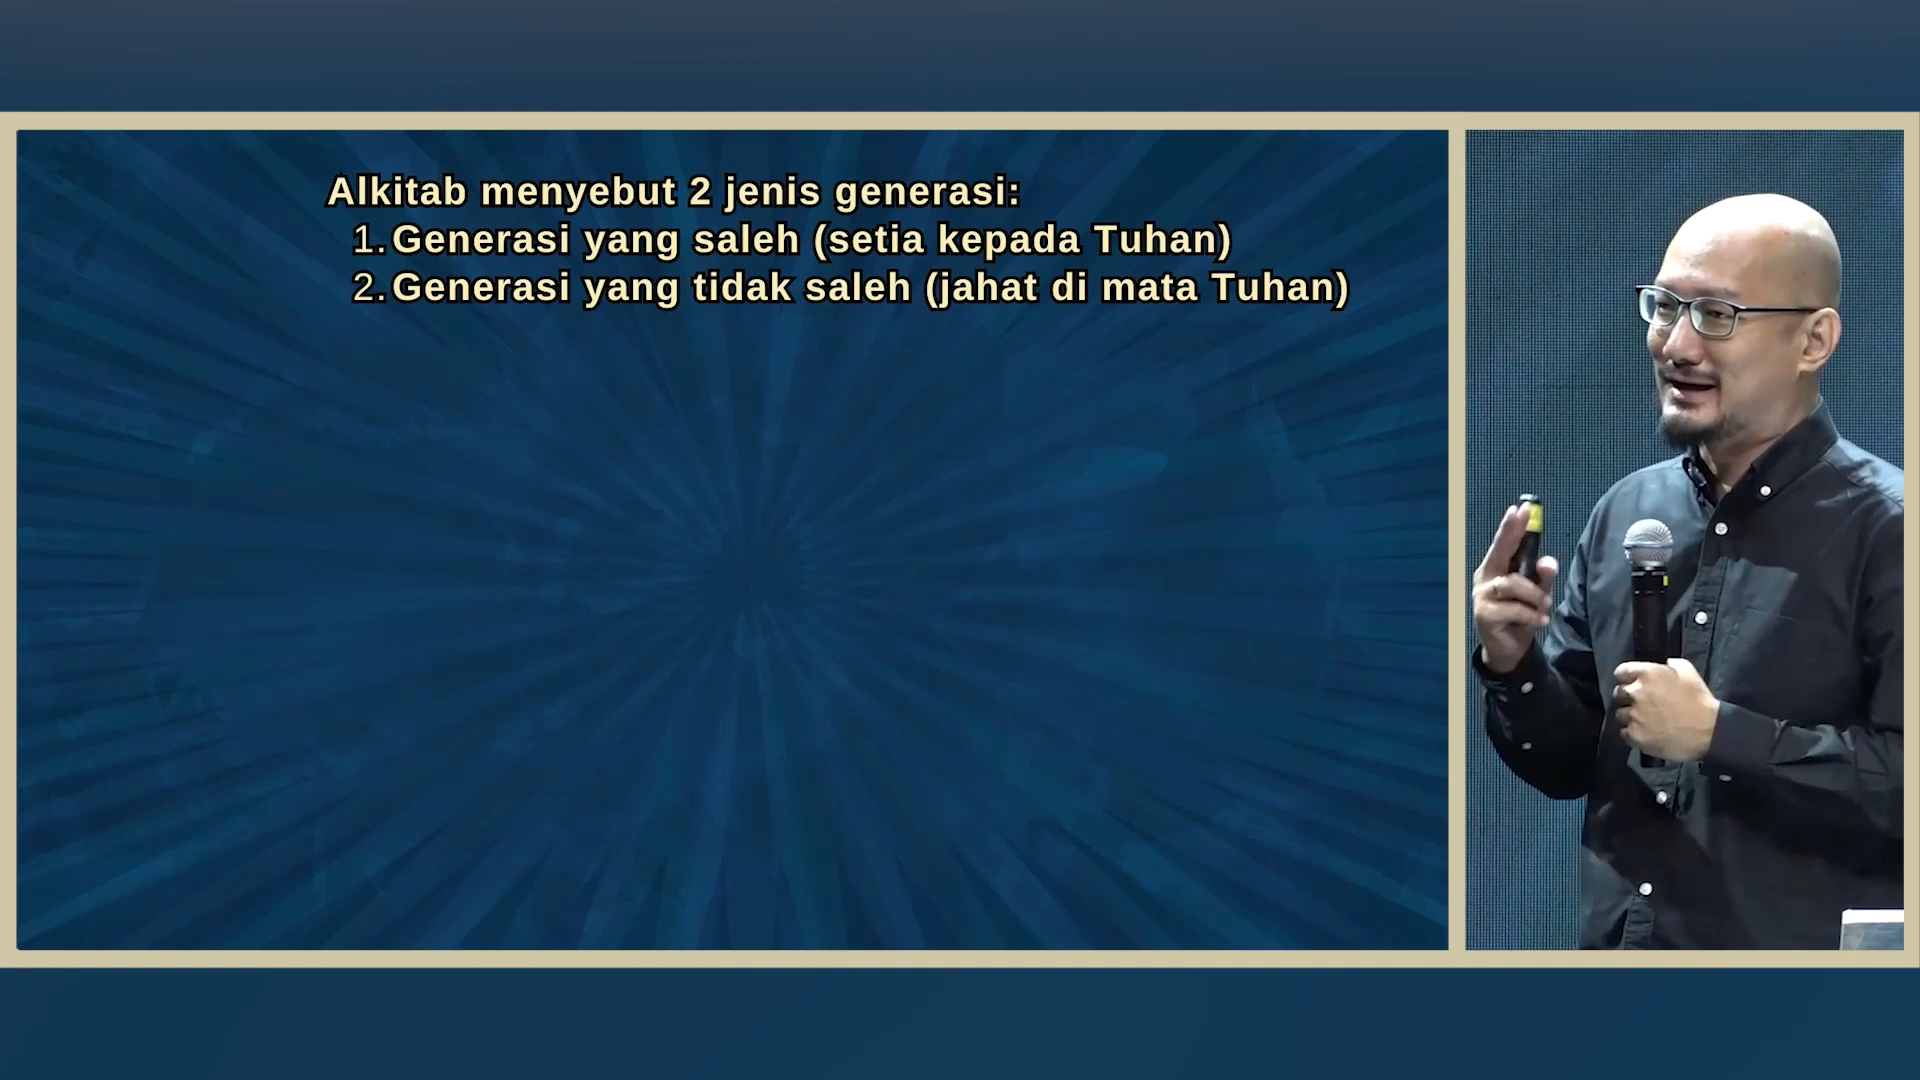 Alkitab menyebut 2 jenis generasi:
1. Generasi yang saleh (setia kepada Tuhan)
2. Generasi yang tidak saleh (jahat di mata Tuhan)